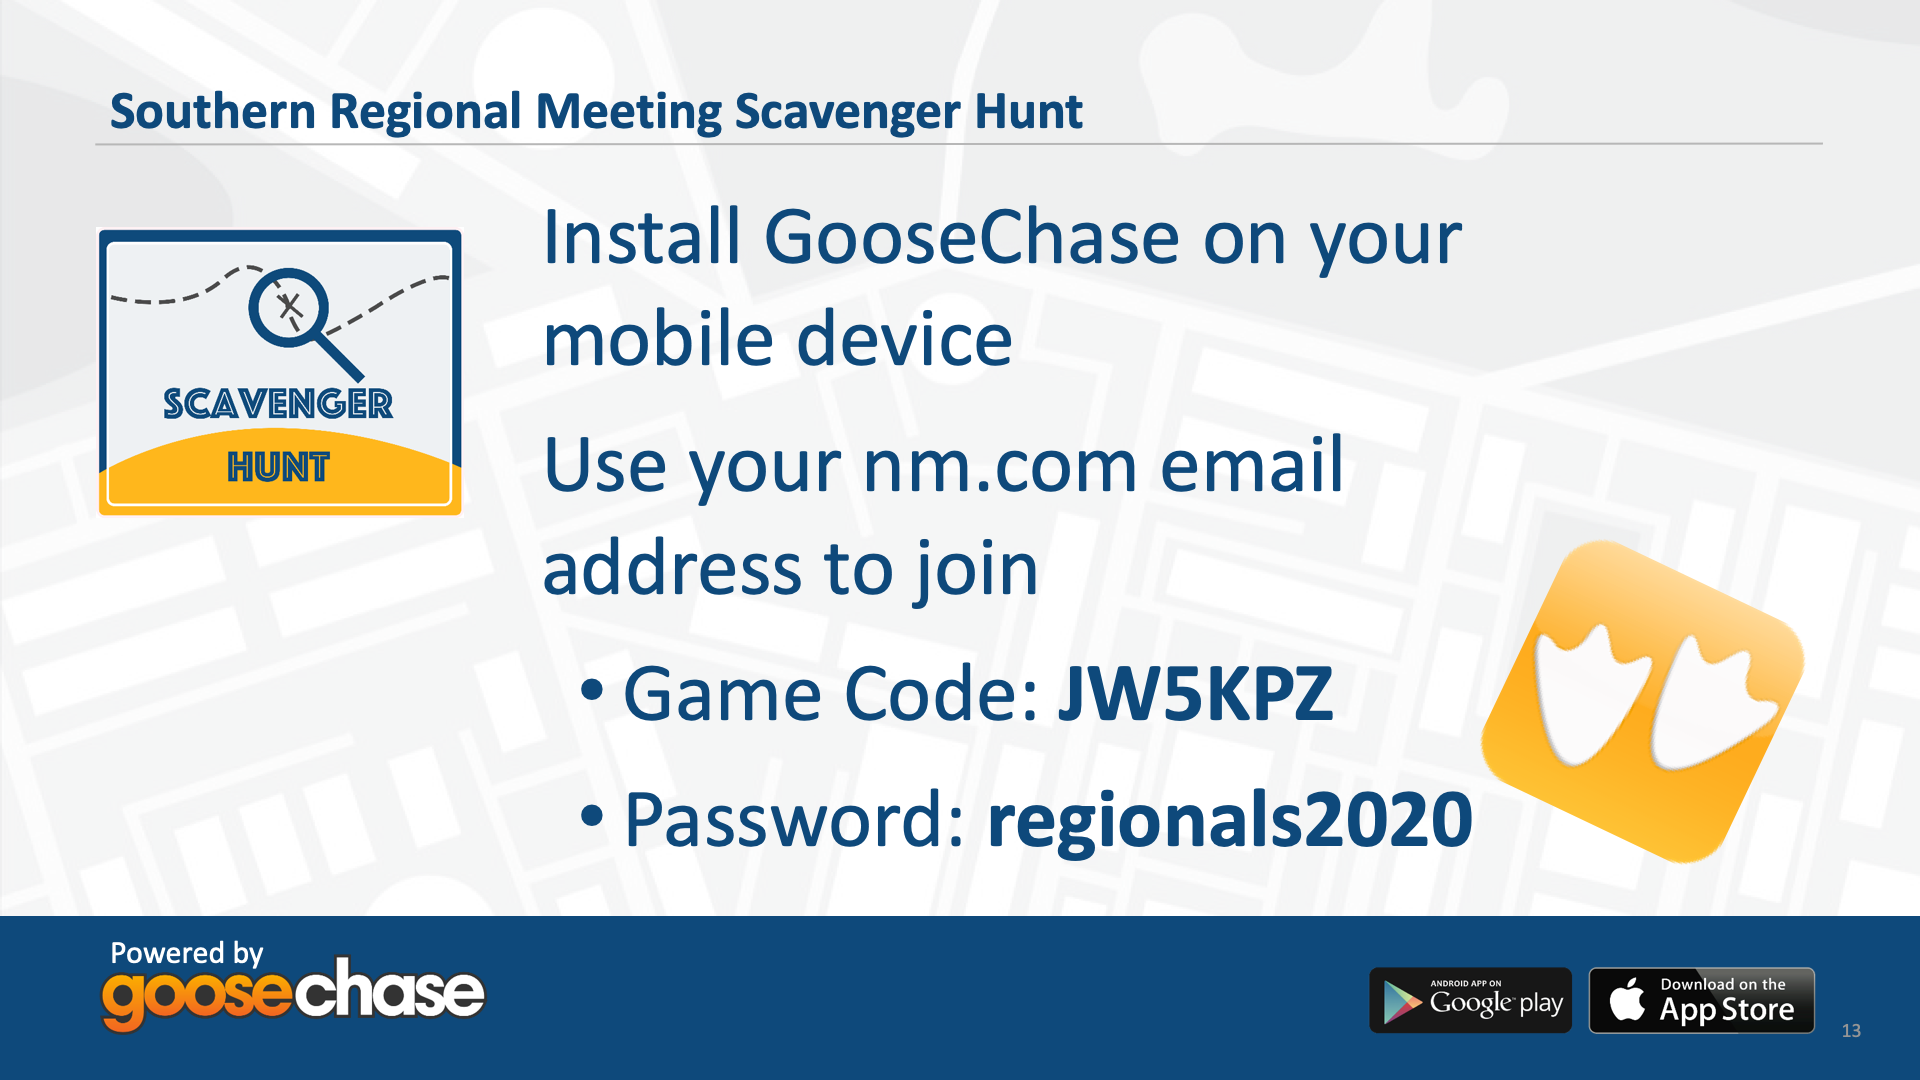 Southern Regional Meeting Scavenger Hunt
SCAVENGER
HUNT
Install GooseChase on your
mobile device
Use your nm.com email
address to join
• Game Code: JW5KPZ
• Password: regionals2020
Powered by
goosechase
ANDROID APP ON
Google play
Download on the
App Store
13